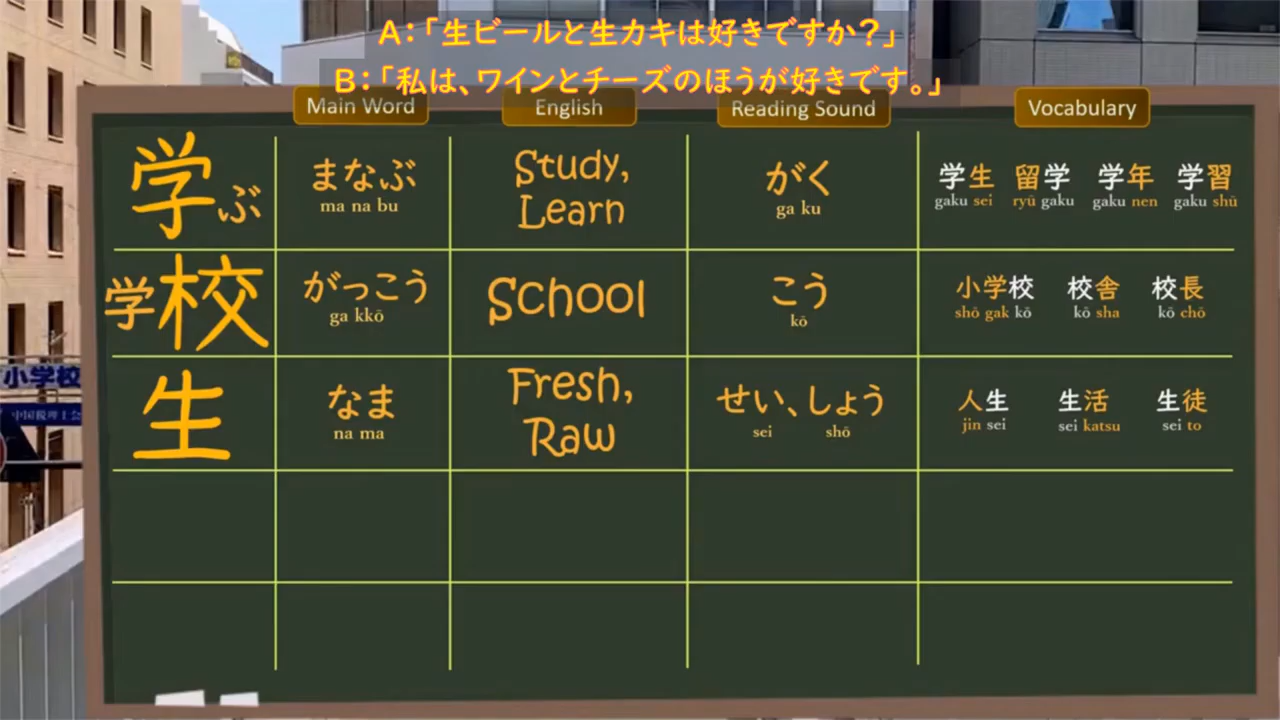 A:「生ビールと生カキは好きですか?」
B:「私は、ワインとチーズのほうが好きです。」
Main Word English Reading Sound Vocabulary
学ぶ まなぶ Study, Learn がく 学生 留学 学年 学習
ma na bu ga ku gaku sei ryū gaku gaku nen gaku shū
学校 がっこう School こう 小学校 校舎 校長
ga kkō kō shō gak kō kō sha kō chō
生 なま Fresh, Raw せい、しょう 人生 生活 生徒
na ma sei shō jin sei sei katsu sei to
小学校
中国税理士会